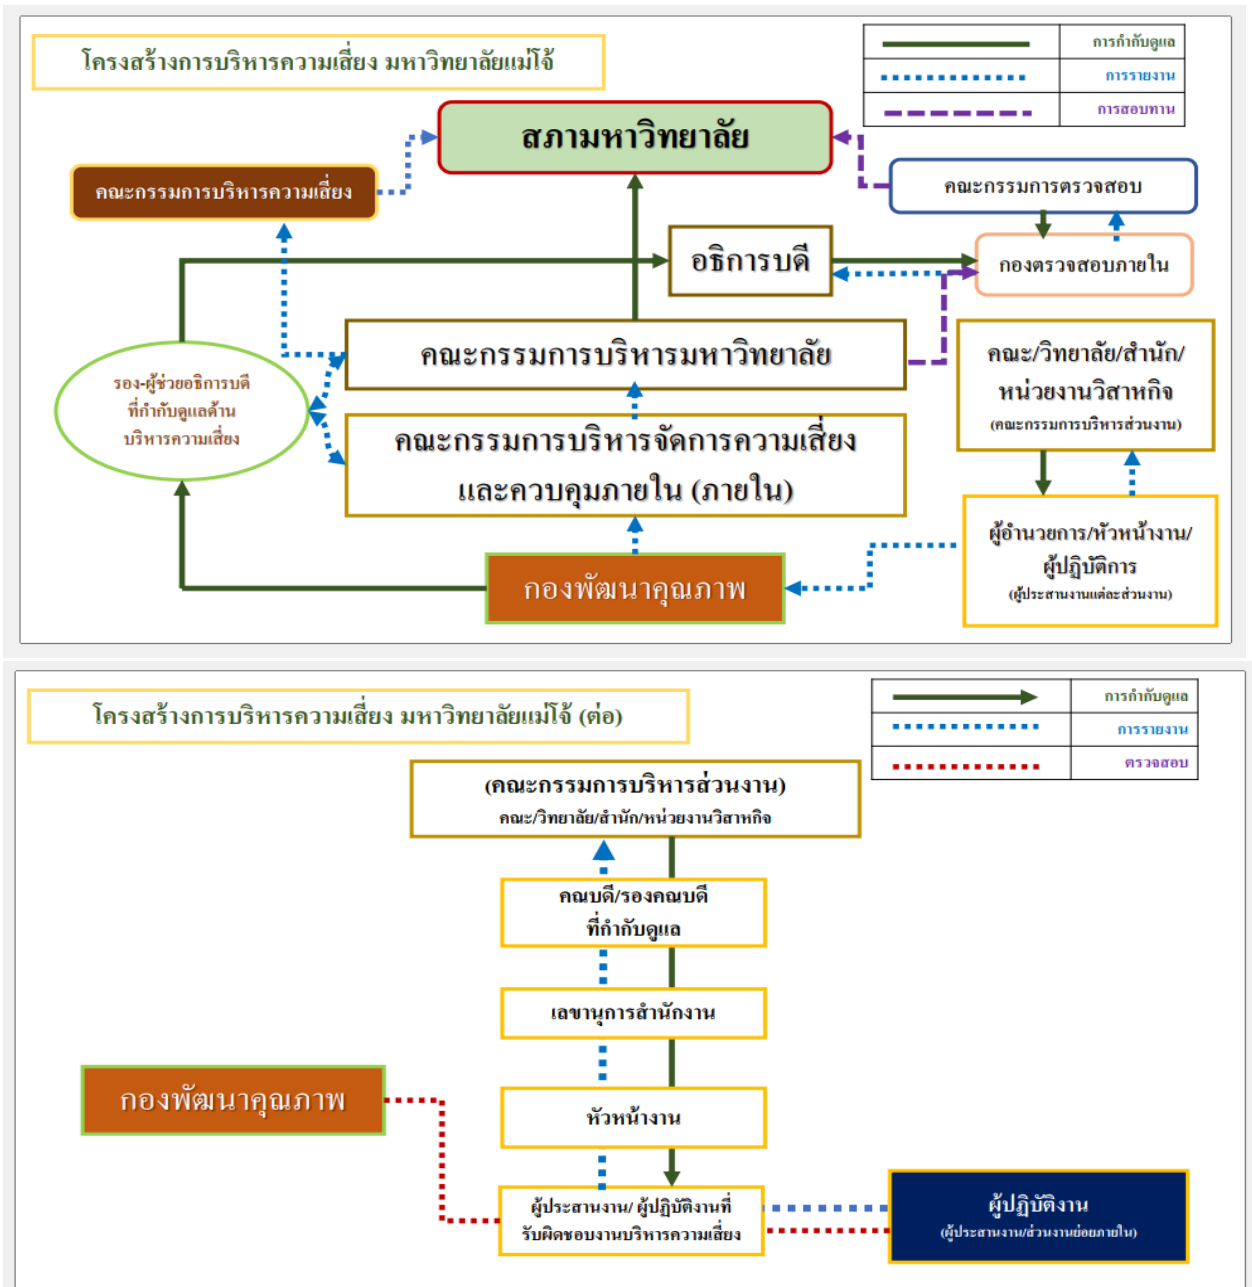 โครงสร้างการบริหารความเสี่ยง มหาวิทยาลัยแม่โจ้
การกำกับดูแล
การรายงาน
การสอบทาน
สภามหาวิทยาลัย
คณะกรรมการบริหารความเสี่ยง
คณะกรรมการตรวจสอบ
อธิการบดี
กองตรวจสอบภายใน
คณะกรรมการบริหารมหาวิทยาลัย
คณะ/วิทยาลัย/สำนัก/
หน่วยงานวิสาหกิจ
(คณะกรรมการบริหารส่วนงาน)
รอง-ผู้ช่วยอธิการบดี
ที่กำกับดูแลด้าน
บริหารความเสี่ยง
คณะกรรมการบริหารจัดการความเสี่ยง
และควบคุมภายใน (ภายใน)
ผู้อำนวยการ/หัวหน้างาน/
ผู้ปฏิบัติการ
(ผู้ประสานงานแต่ละส่วนงาน)
กองพัฒนาคุณภาพ
โครงสร้างการบริหารความเสี่ยง มหาวิทยาลัยแม่โจ้ (ต่อ)
การกำกับดูแล
การรายงาน
ตรวจสอบ
(คณะกรรมการบริหารส่วนงาน)
คณะ/วิทยาลัย/สำนัก/หน่วยงานวิสาหกิจ
คณบดี/รองคณบดี
ที่กำกับดูแล
เลขานุการสำนักงาน
กองพัฒนาคุณภาพ
หัวหน้างาน
ผู้ประสานงาน/ ผู้ปฏิบัติงานที่
รับผิดชอบงานบริหารความเสี่ยง
ผู้ปฏิบัติงาน
(ผู้ประสานงาน/ส่วนงานย่อยภายใน)